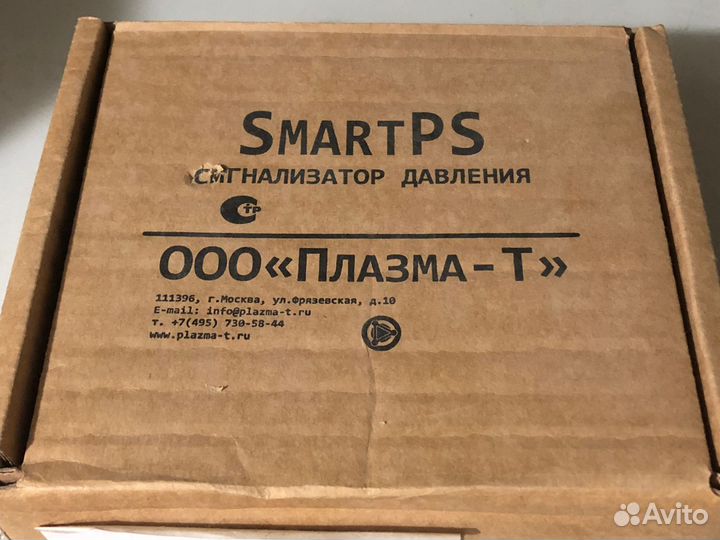 SmartPS
СИГНАЛИЗАТОР ДАВЛЕНИЯ
стр
ООО«Плазма-Т»
111396, г.Москва, ул.Фрязевская, д.10
E-mail: info@plazma-t.ru
т. +7(495) 730-58-44
www.plazma-t.ru
Avito